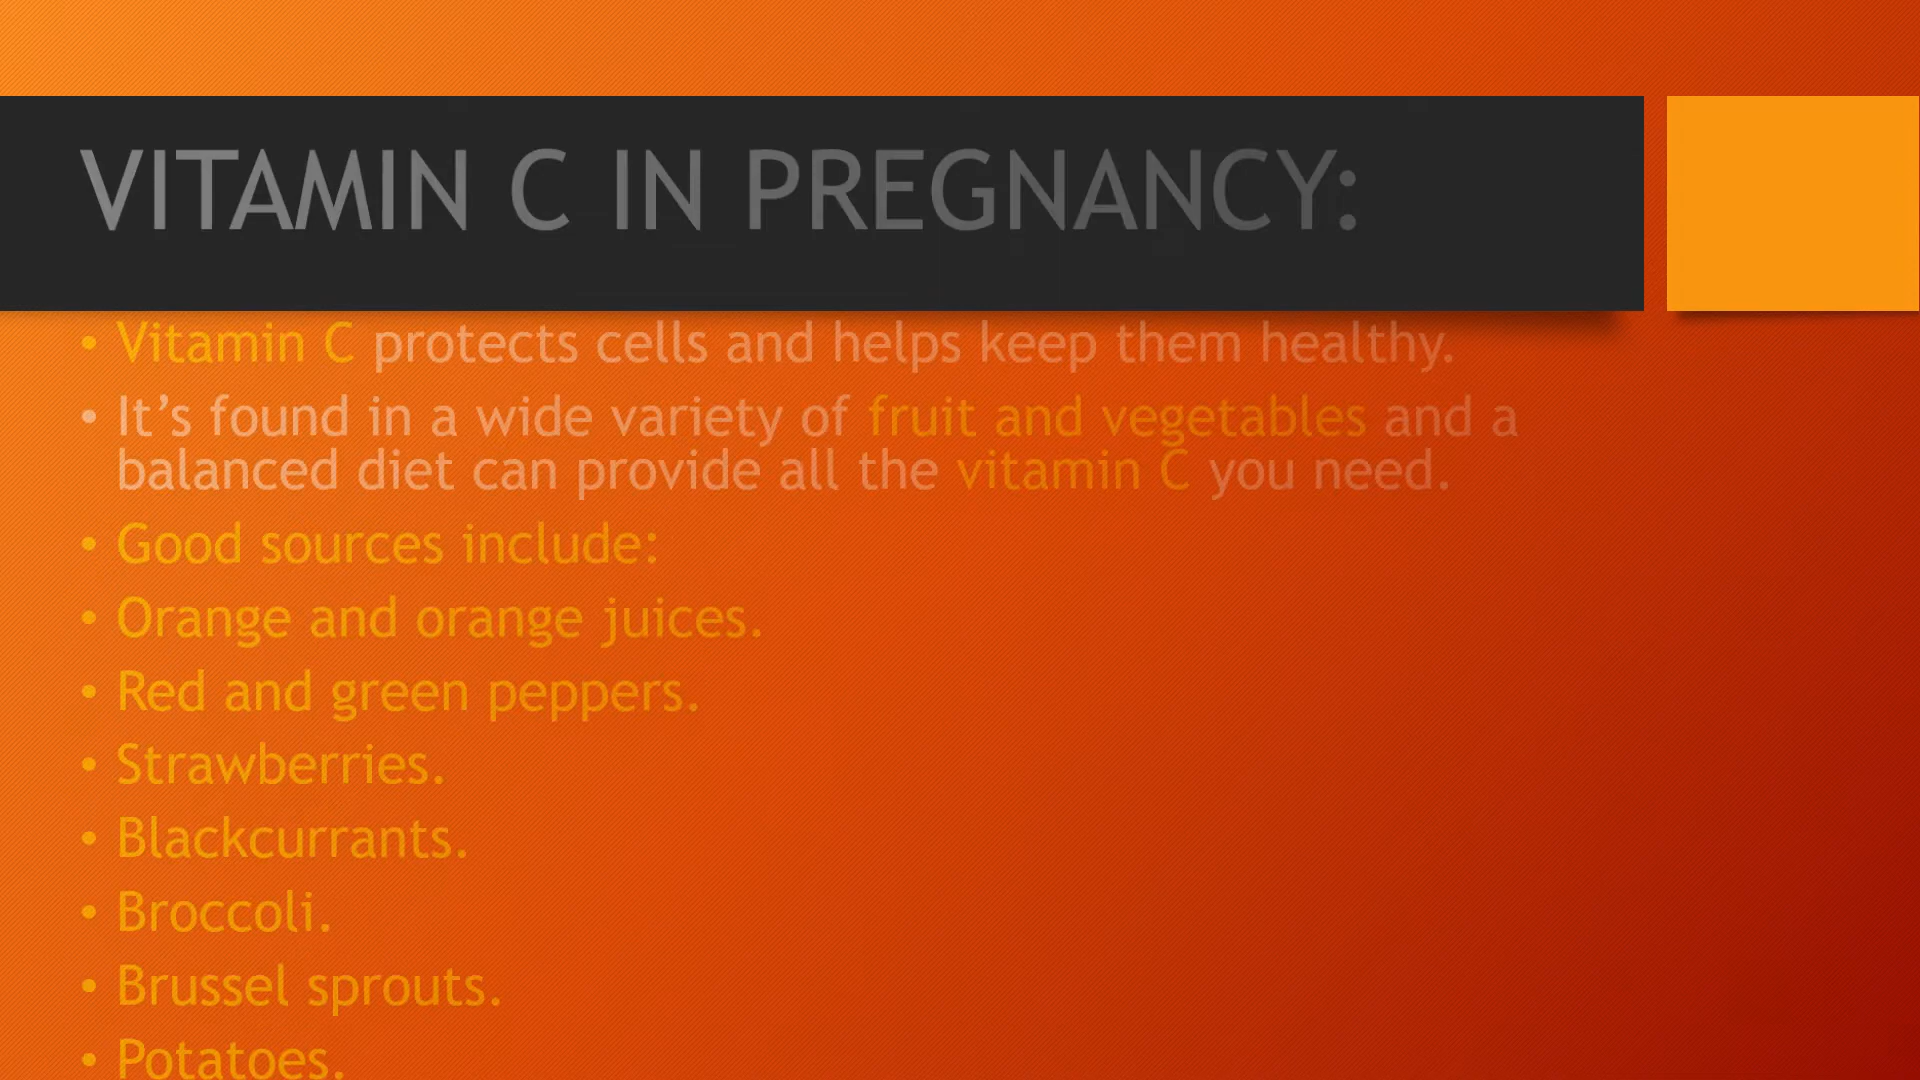 VITAMIN C IN PREGNANCY:
• Vitamin C protects cells and helps keep them healthy.
• It’s found in a wide variety of fruit and vegetables and a
balanced diet can provide all the vitamin C you need.
• Good sources include:
• Orange and orange juices.
• Red and green peppers.
• Strawberries.
• Blackcurrants.
• Broccoli.
• Brussel sprouts.
• Potatoes.